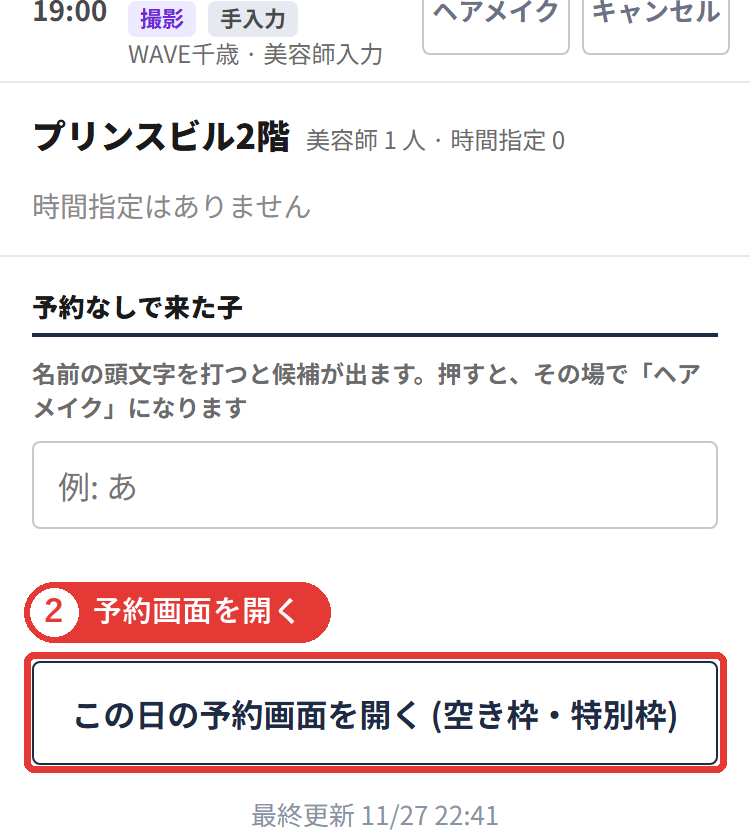 19:00 撮影 手入力 ヘアメイク キャンセル
WAVE千歳・美容師入力
プリンスビル2階 美容師 1 人・時間指定 0
時間指定はありません
予約なしで来た子
名前の頭文字を打つと候補が出ます。押すと、その場で「ヘア
メイク」になります
例: あ
2 予約画面を開く
この日の予約画面を開く (空き枠・特別枠)
最終更新 11/27 22:41